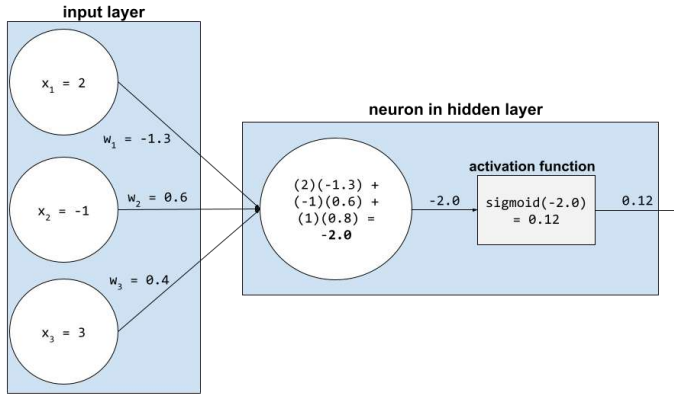 input layer
x₁ = 2
w₁ = -1.3
x₂ = -1
w₂ = 0.6
w₃ = 0.4
x₃ = 3
neuron in hidden layer
(2)(-1.3) +
(-1)(0.6) +
(1)(0.8) =
-2.0
-2.0
activation function
sigmoid(-2.0)
= 0.12
0.12